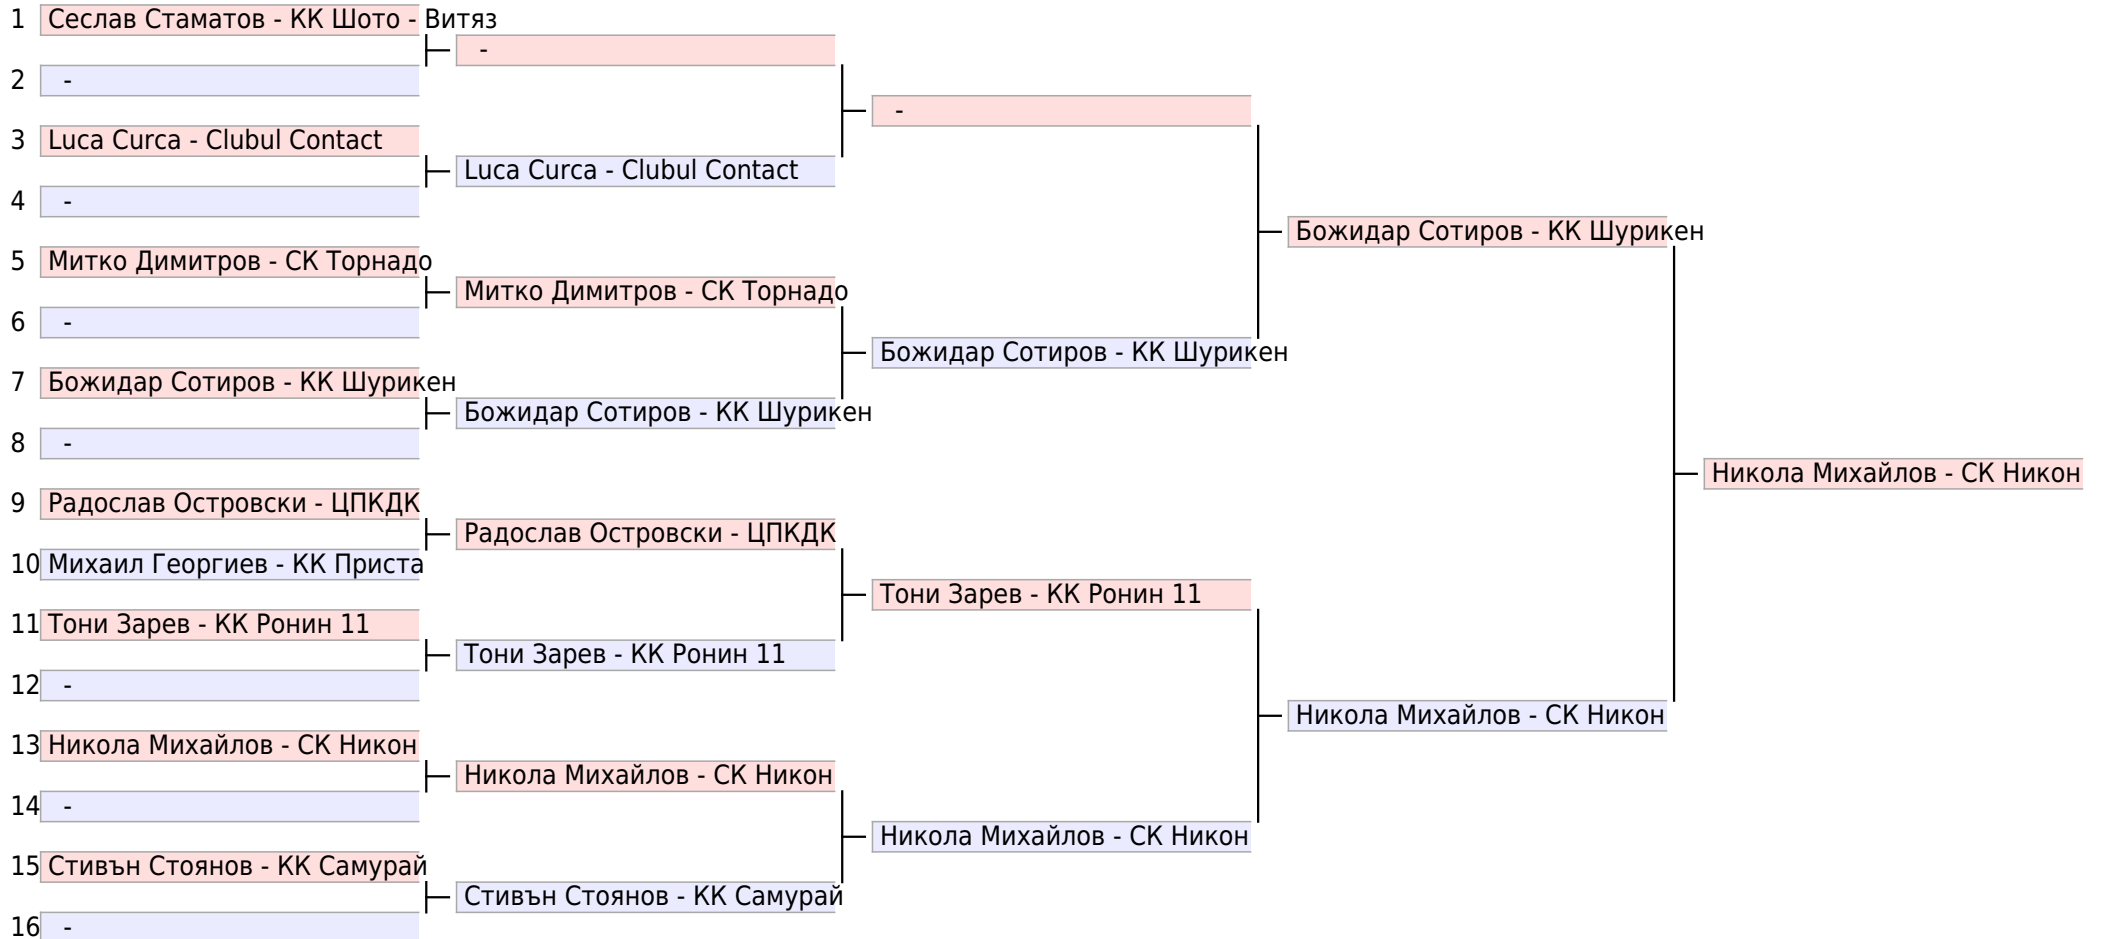 1 Сеслав Стаматов - КК Шото - Витяз
-
2 -
-
3 Luca Curca - Clubul Contact
Luca Curca - Clubul Contact
4 -
Божидар Сотиров - КК Шурикен
5 Митко Димитров - СК Торнадо
Митко Димитров - СК Торнадо
6 -
Божидар Сотиров - КК Шурикен
7 Божидар Сотиров - КК Шурикен
Божидар Сотиров - КК Шурикен
8 -
Никола Михайлов - СК Никон
9 Радослав Островски - ЦПКДК
Радослав Островски - ЦПКДК
10 Михаил Георгиев - КК Приста
Тони Зарев - КК Ронин 11
11 Тони Зарев - КК Ронин 11
Тони Зарев - КК Ронин 11
12 -
Никола Михайлов - СК Никон
13 Никола Михайлов - СК Никон
Никола Михайлов - СК Никон
14 -
Никола Михайлов - СК Никон
15 Стивън Стоянов - КК Самурай
Стивън Стоянов - КК Самурай
16 -